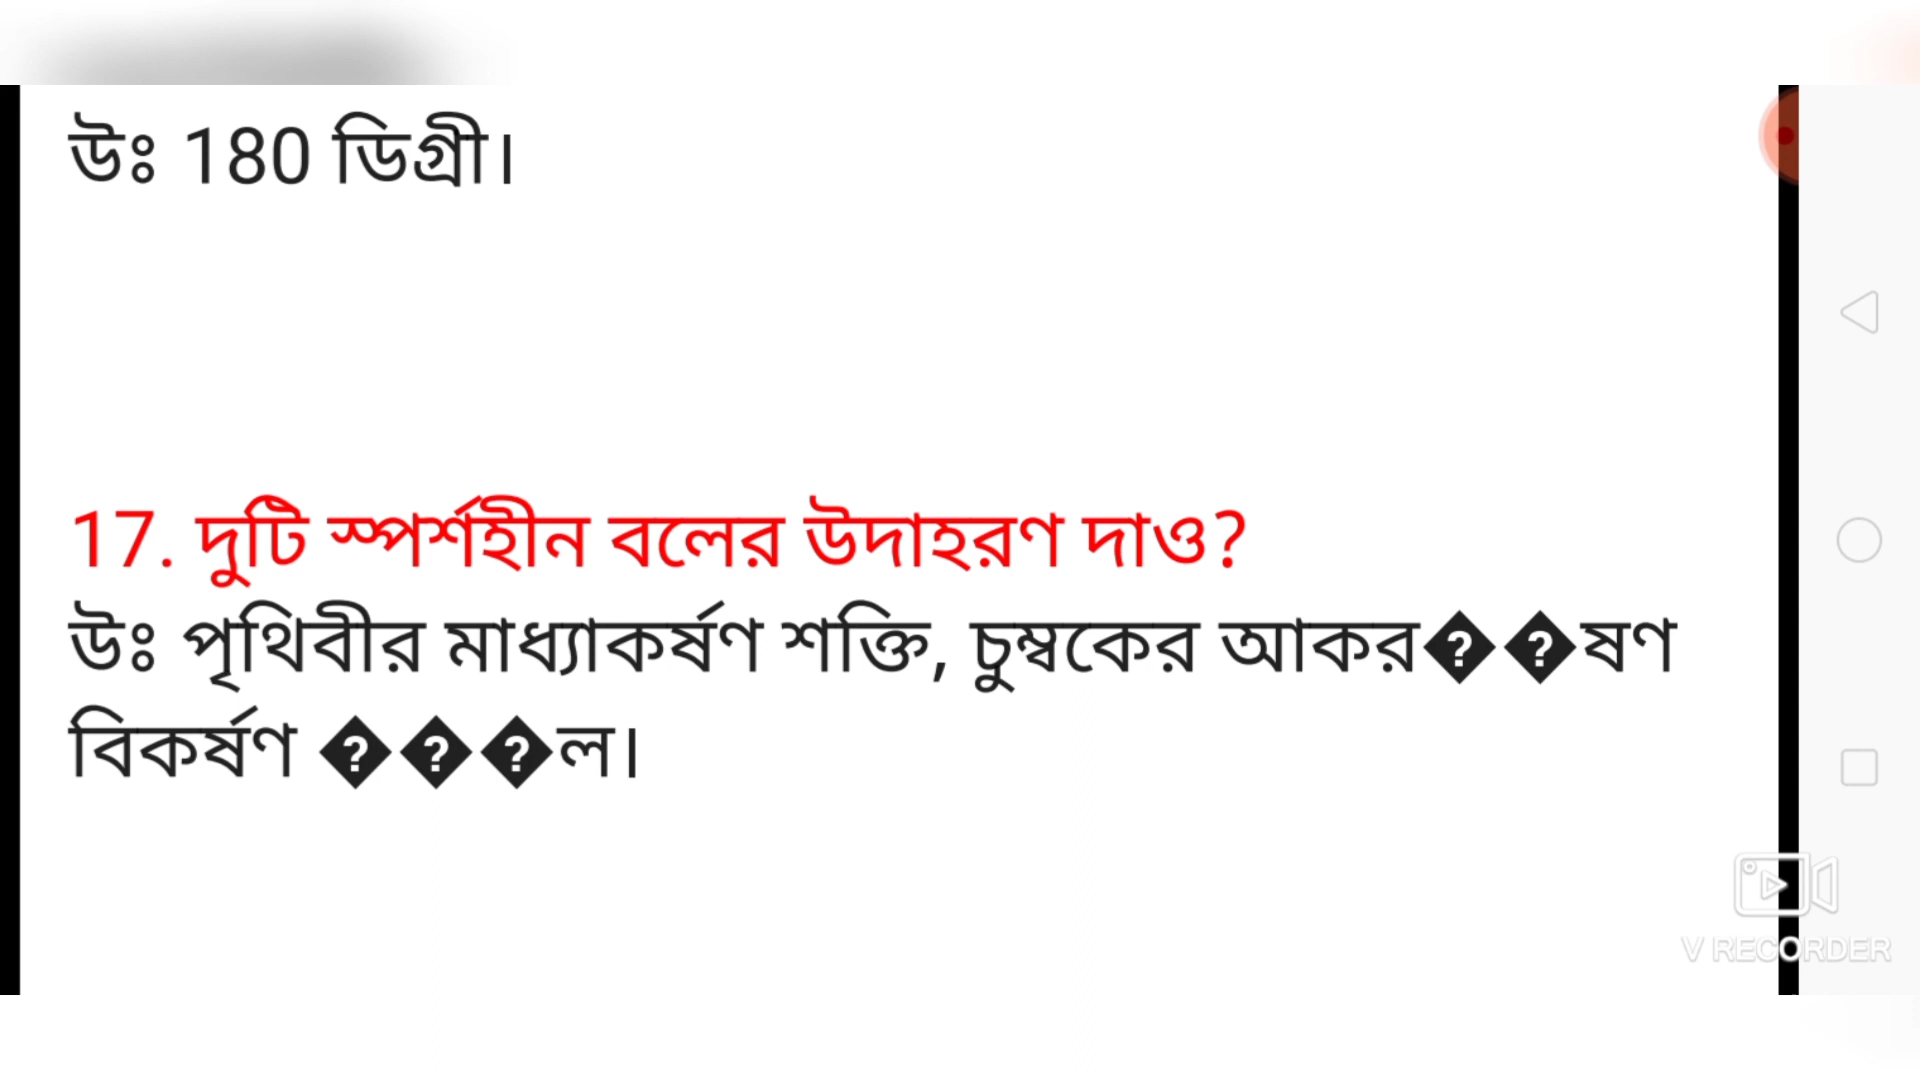 উঃ 180 ডিগ্রী।
17. দুটি স্পর্শহীন বলের উদাহরণ দাও?
উঃ পৃথিবীর মাধ্যাকর্ষণ শক্তি, চুম্বকের আকর��ষণ
বিকর্ষণ ���ল।
V RECORDER